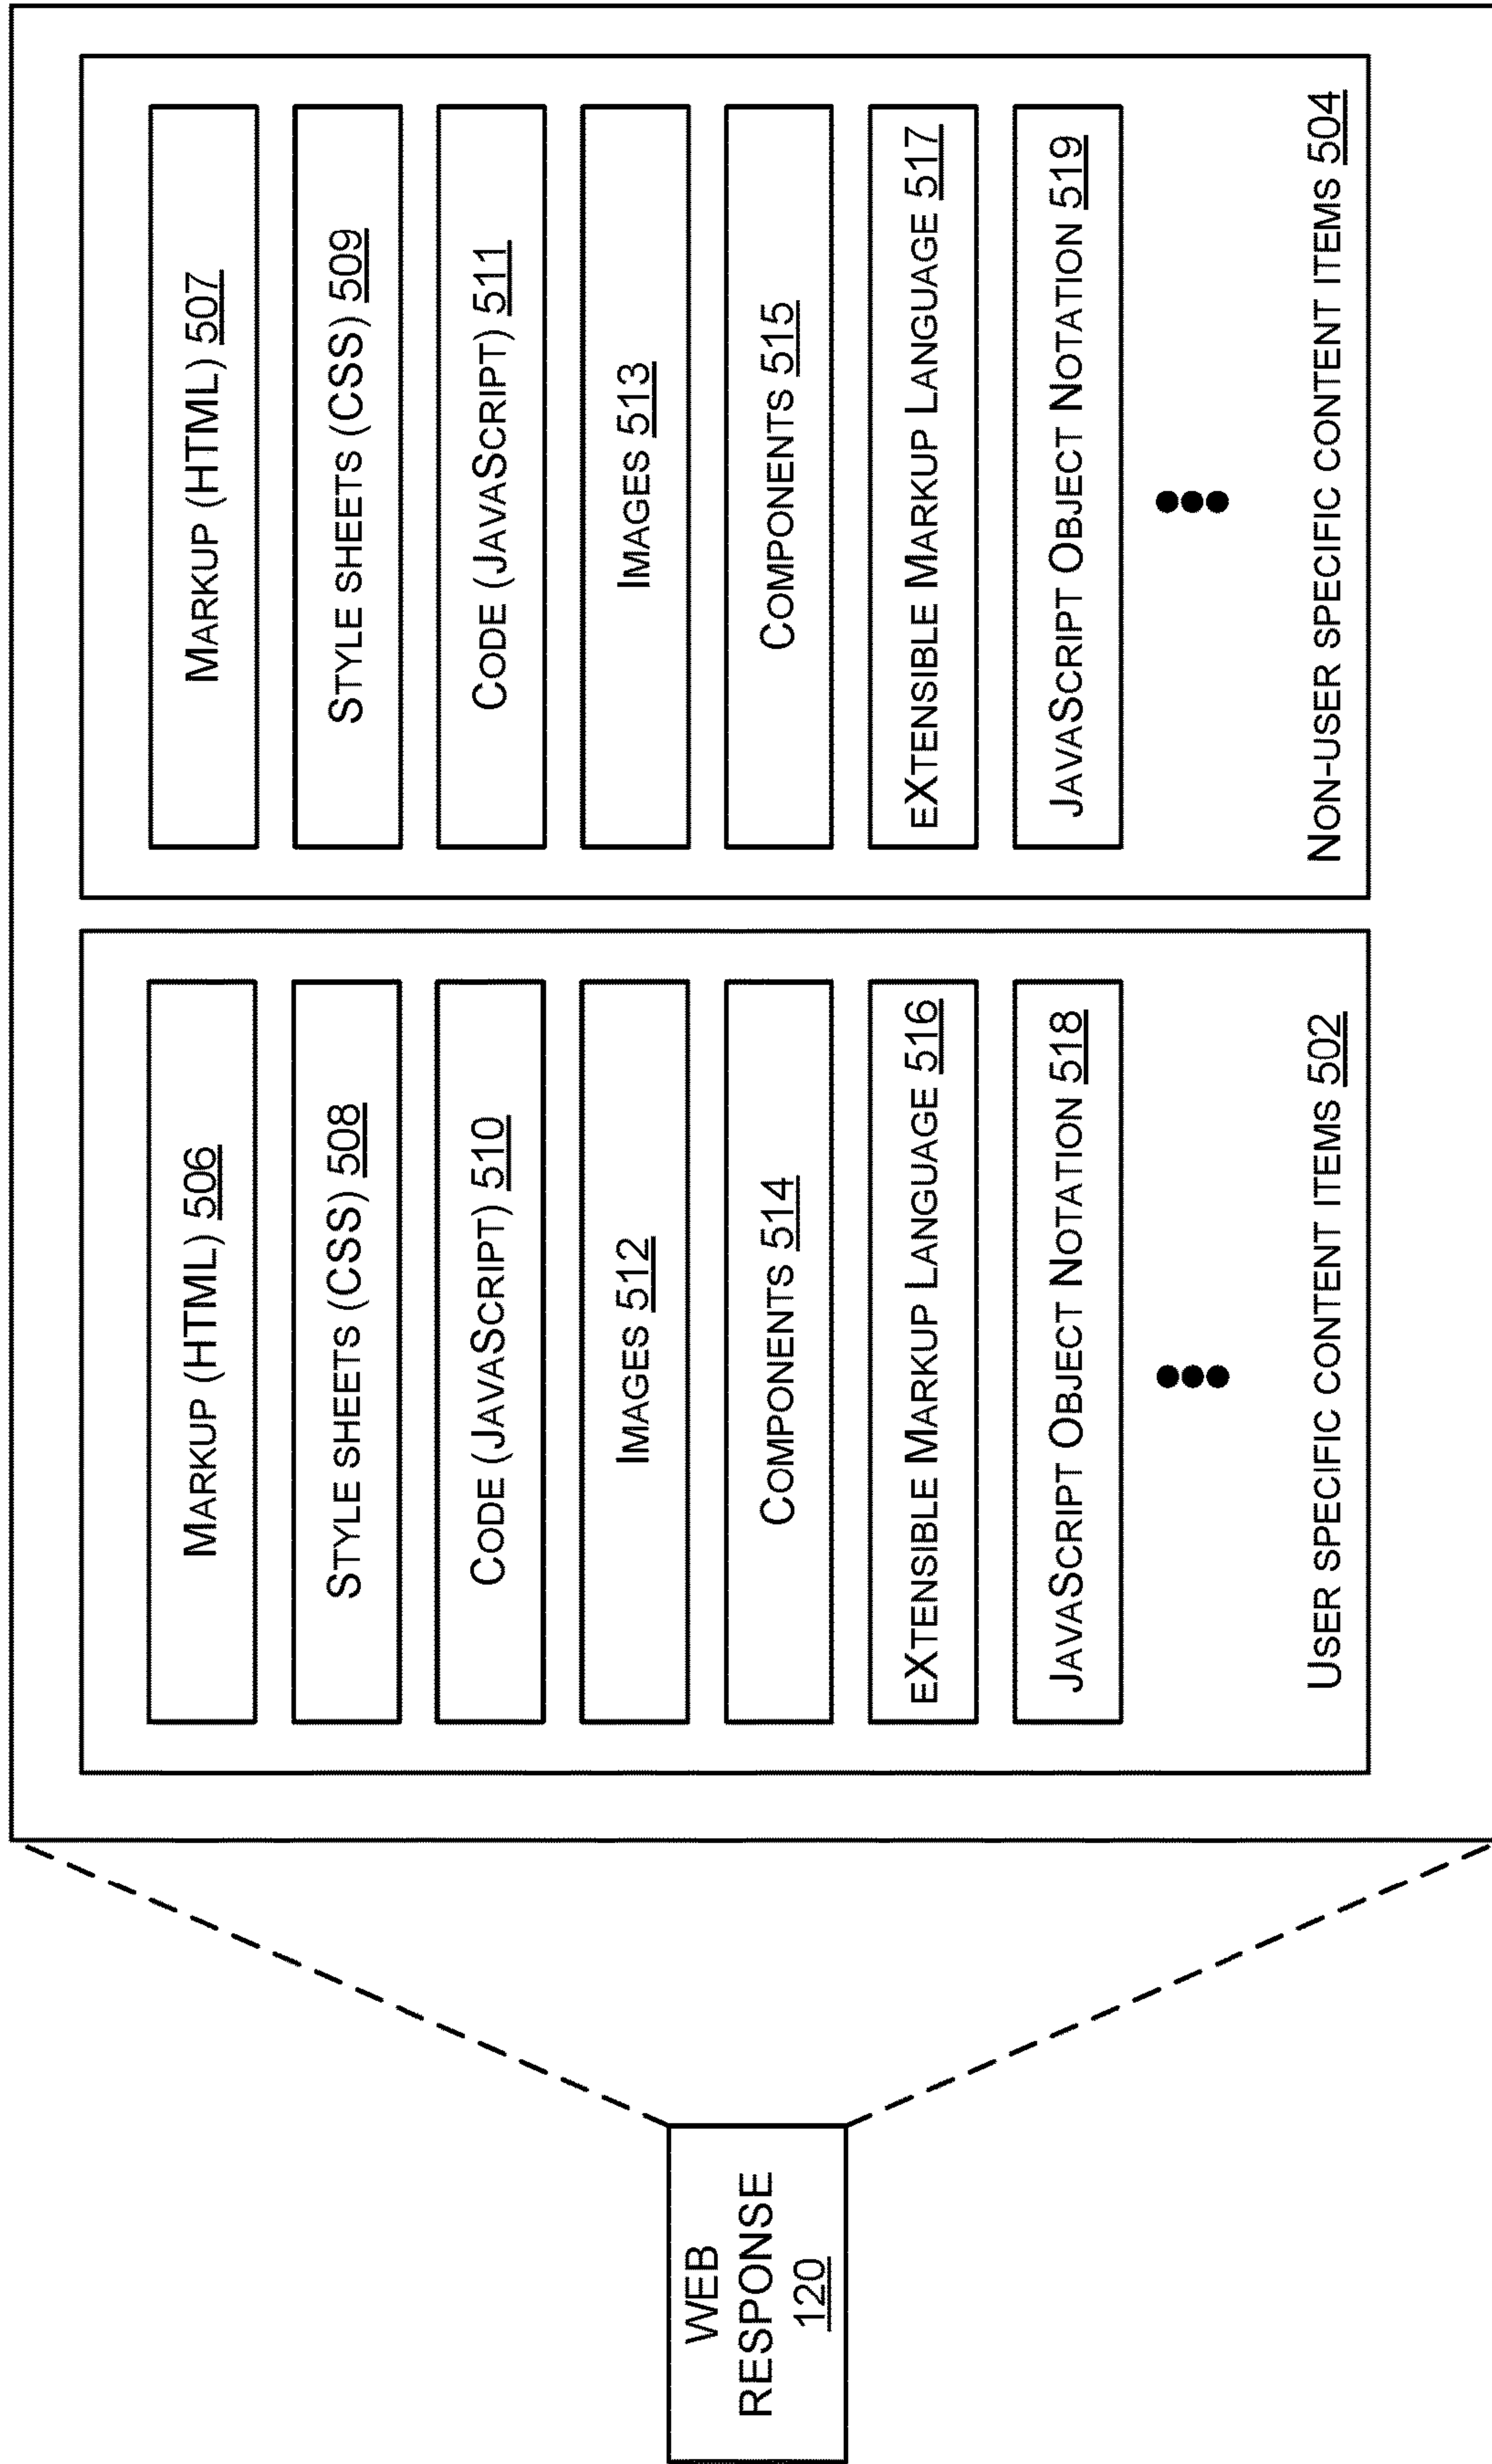 WEB
RESPONSE
120
MARKUP (HTML) 506
STYLE SHEETS (CSS) 508
CODE (JAVASCRIPT) 510
IMAGES 512
COMPONENTS 514
EXTENSIBLE MARKUP LANGUAGE 516
JAVASCRIPT OBJECT NOTATION 518
USER SPECIFIC CONTENT ITEMS 502
MARKUP (HTML) 507
STYLE SHEETS (CSS) 509
CODE (JAVASCRIPT) 511
IMAGES 513
COMPONENTS 515
EXTENSIBLE MARKUP LANGUAGE 517
JAVASCRIPT OBJECT NOTATION 519
NON-USER SPECIFIC CONTENT ITEMS 504